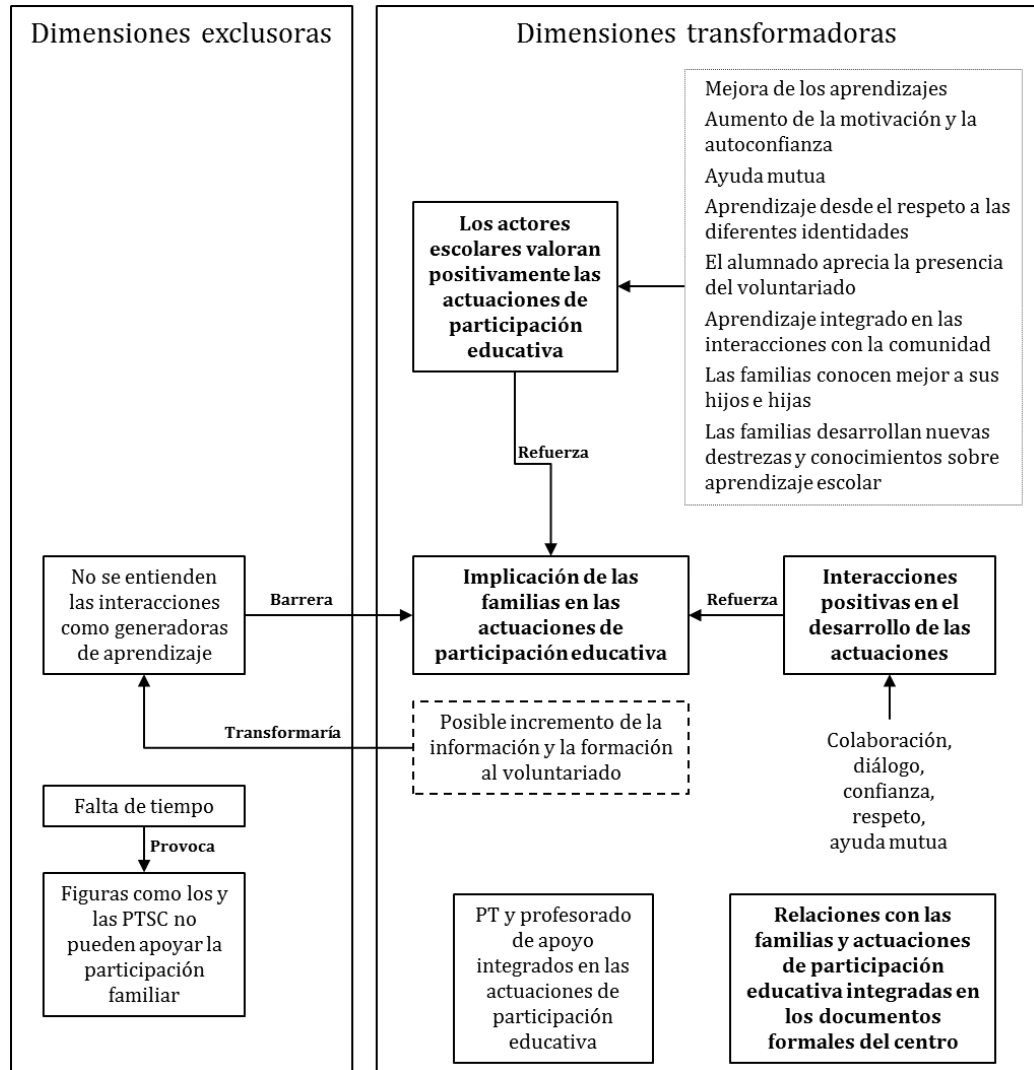 Dimensiones exclusoras
No se entienden
las interacciones
como generadoras
de aprendizaje
Barrera
Transformaría
Falta de tiempo
Provoca
Figuras como los y
las PTSC no
pueden apoyar la
participación
familiar
Dimensiones transformadoras
Mejora de los aprendizajes
Aumento de la motivación y la
autoconfianza
Ayuda mutua
Aprendizaje desde el respeto a las
diferentes identidades
El alumnado aprecia la presencia
del voluntariado
Aprendizaje integrado en las
interacciones con la comunidad
Las familias conocen mejor a sus
hijos e hijas
Las familias desarrollan nuevas
destrezas y conocimientos sobre
aprendizaje escolar
Los actores
escolares valoran
positivamente las
actuaciones de
participación
educativa
Refuerza
Implicación de las
familias en las
actuaciones de
participación educativa
Refuerza
Interacciones
positivas en el
desarrollo de las
actuaciones
Posible incremento de la
información y la formación
al voluntariado
Colaboración,
diálogo,
confianza,
respeto,
ayuda mutua
PT y profesorado
de apoyo
integrados en las
actuaciones de
participación
educativa
Relaciones con las
familias y actuaciones
de participación
educativa integradas en
los documentos
formales del centro